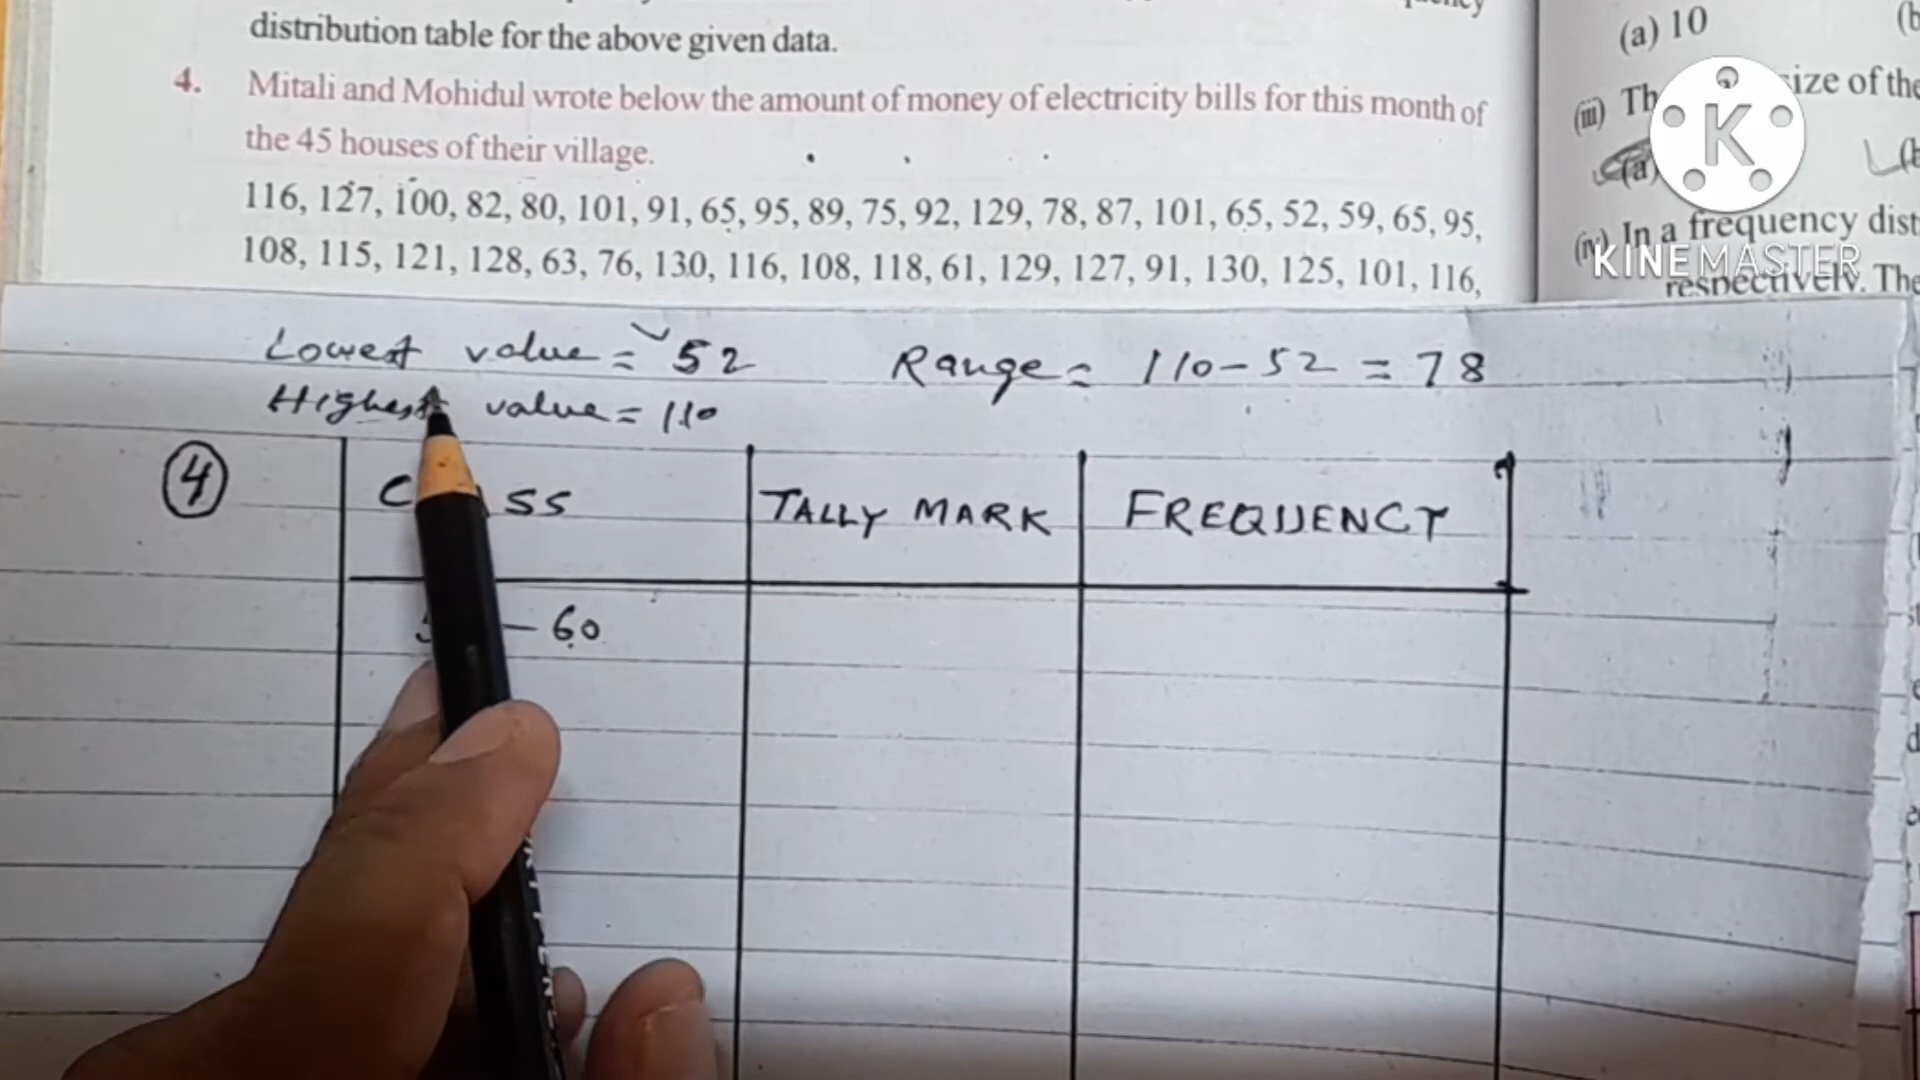 distribution table for the above given data.
4. Mitali and Mohidul wrote below the amount of money of electricity bills for this month of
the 45 houses of their village.
116, 127, 100, 82, 80, 101, 91, 65, 95, 89, 75, 92, 129, 78, 87, 101, 65, 52, 59, 65, 95,
108, 115, 121, 128, 63, 76, 130, 116, 108, 118, 61, 129, 127, 91, 130, 125, 101, 116,
(a) 10
(iii) Th ize of the
(a)
(iv) In a frequency dist
respectively. The
K
KINEMASTER
Lowest value = 52 Range = 110 - 52 = 78
Highest value = 110
4
CLASS TALLY MARK FREQUENCY
– 60